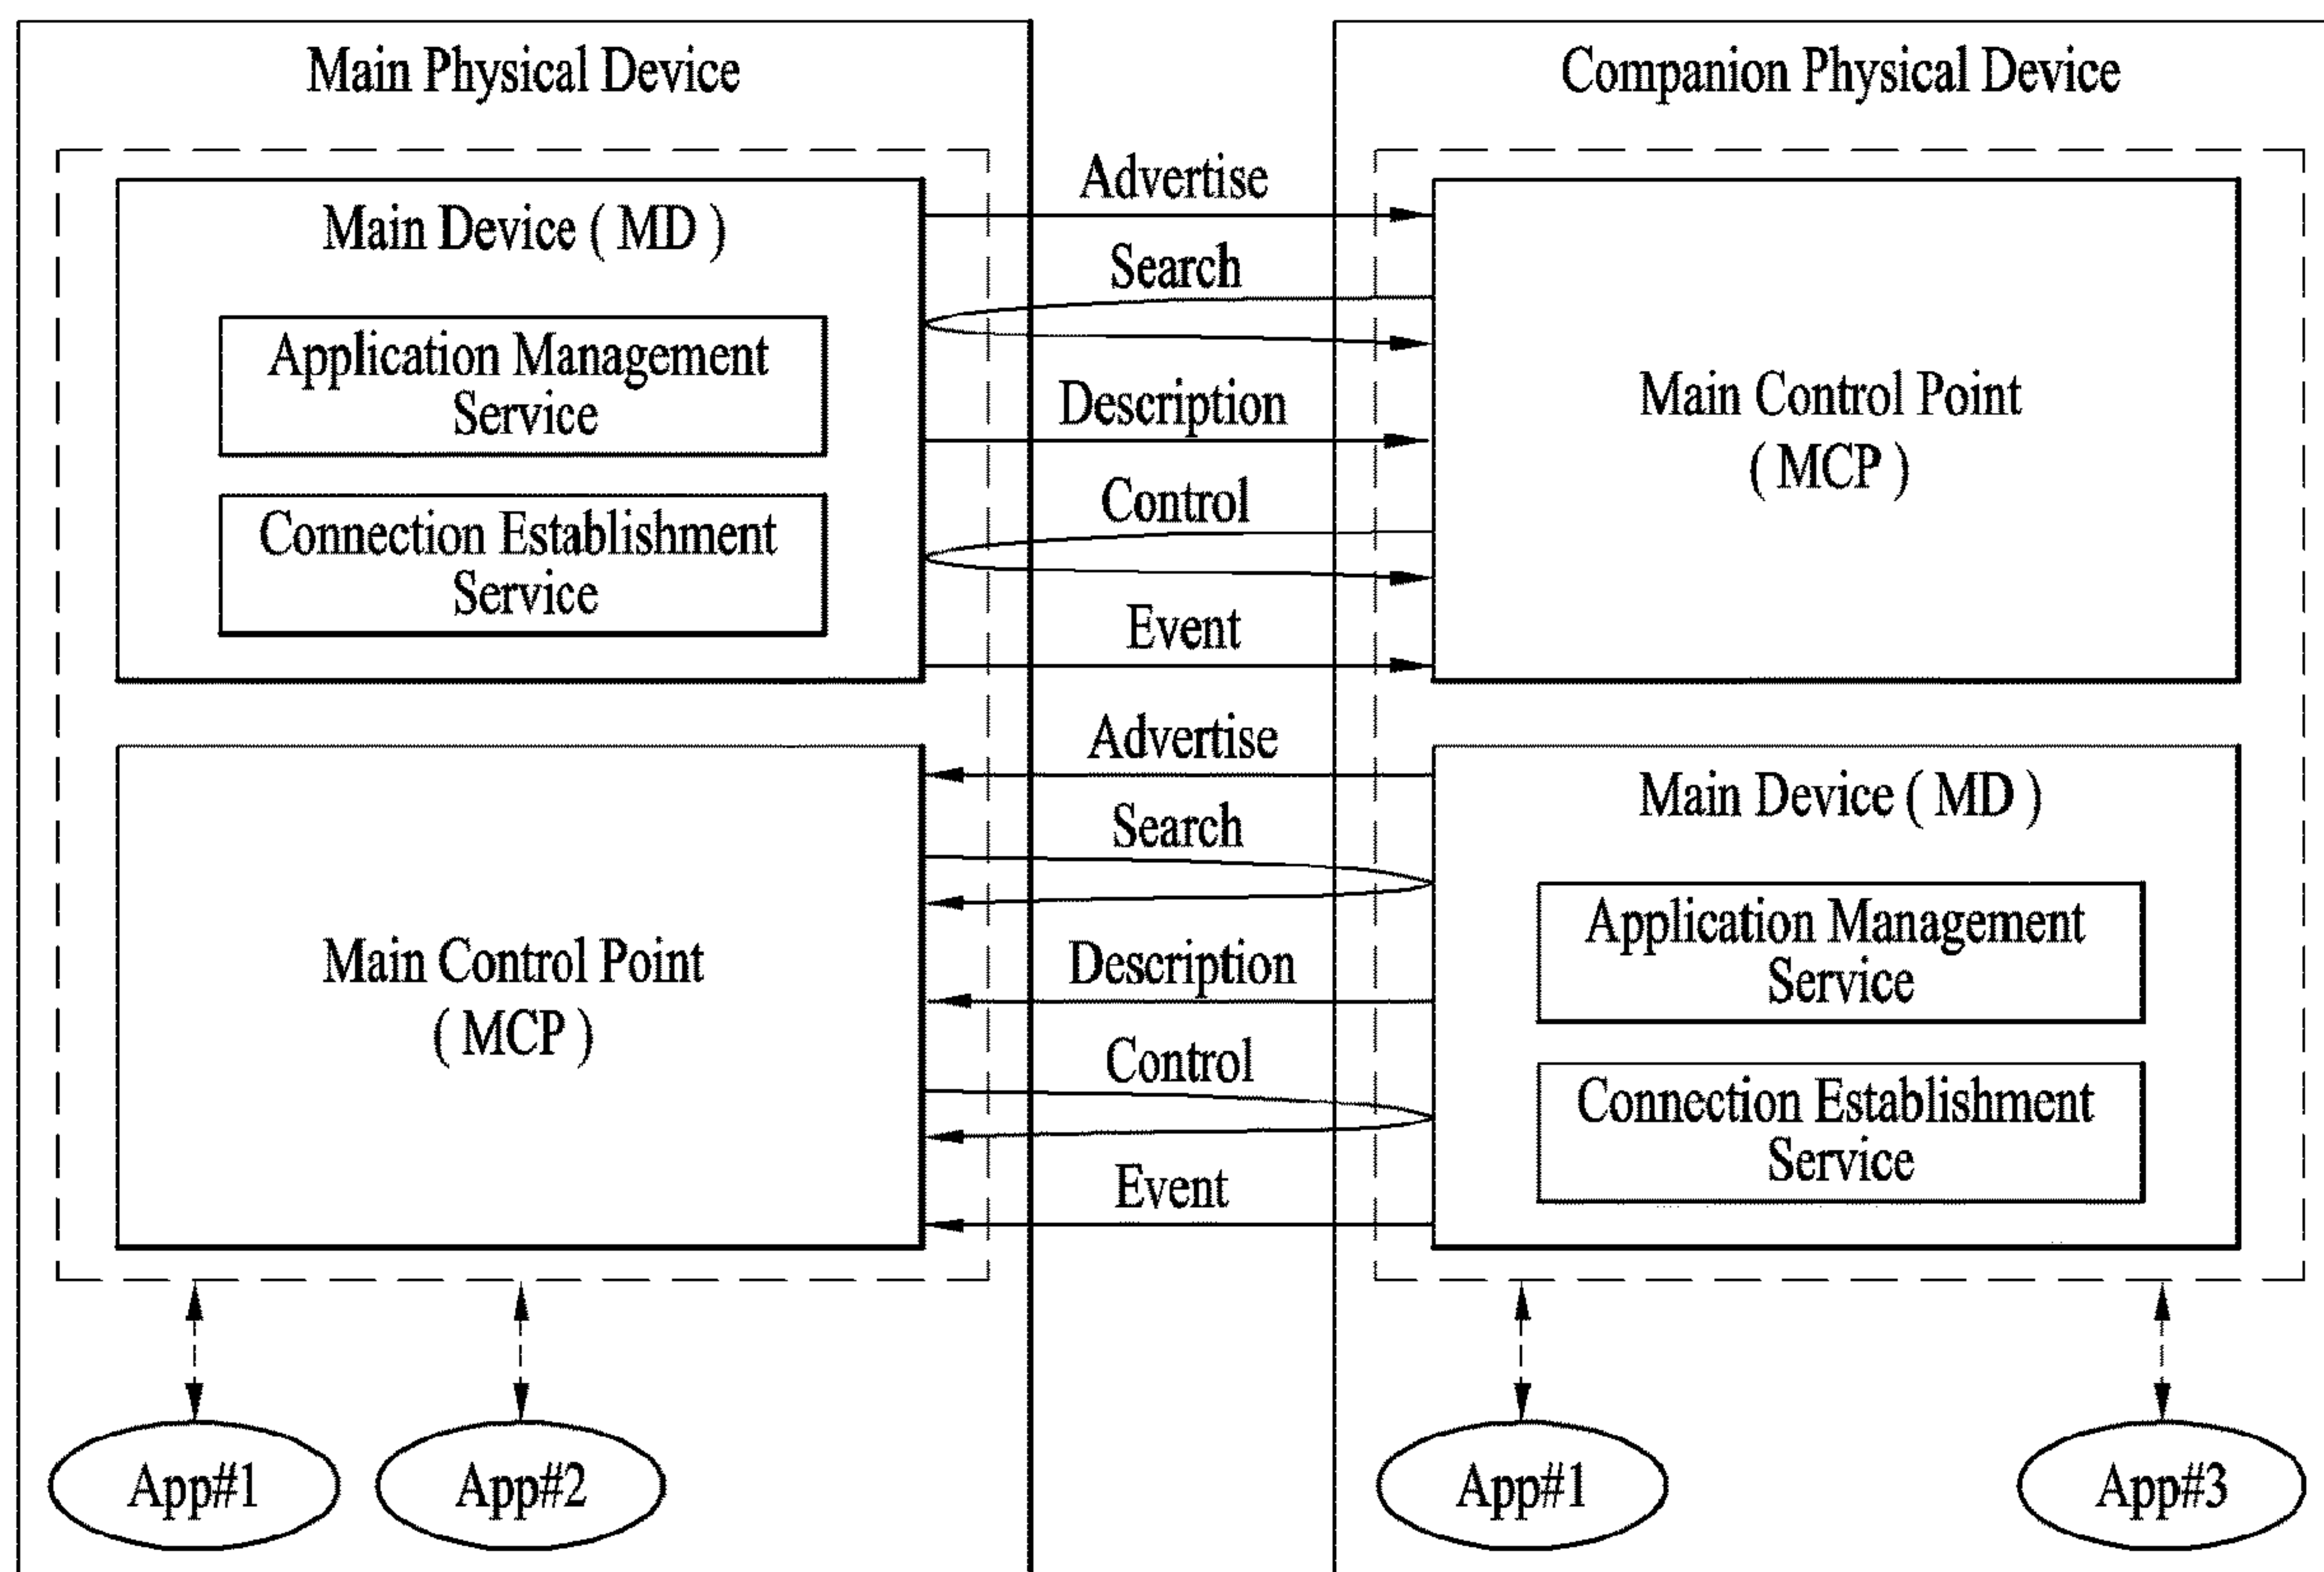 Main Physical Device
Companion Physical Device
Main Device ( MD )
Application Management
Service
Connection Establishment
Service
Advertise
Search
Description
Control
Event
Main Control Point
( MCP )
Main Control Point
( MCP )
Advertise
Search
Description
Control
Event
Main Device ( MD )
Application Management
Service
Connection Establishment
Service
App#1
App#2
App#1
App#3